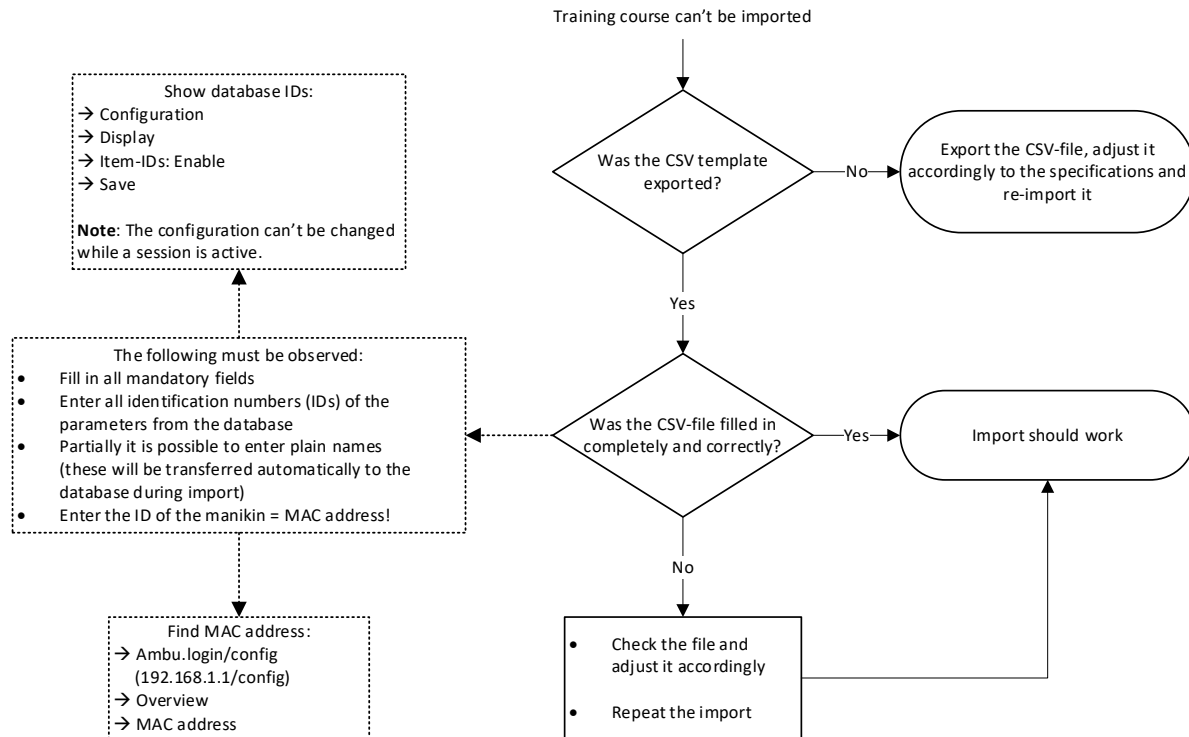 Training course can't be imported
Show database IDs:
→ Configuration
→ Display
→ Item-IDs: Enable
→ Save
Note: The configuration can't be changed
while a session is active.
Was the CSV template
exported?
No
Export the CSV-file, adjust it
accordingly to the specifications and
re-import it
Yes
The following must be observed:
• Fill in all mandatory fields
• Enter all identification numbers (IDs) of the
parameters from the database
• Partially it is possible to enter plain names
(these will be transferred automatically to the
database during import)
• Enter the ID of the manikin = MAC address!
Was the CSV-file filled in
completely and correctly?
Yes
Import should work
No
Find MAC address:
→ Ambu.login/config
(192.168.1.1/config)
→ Overview
→ MAC address
• Check the file and
adjust it accordingly
• Repeat the import